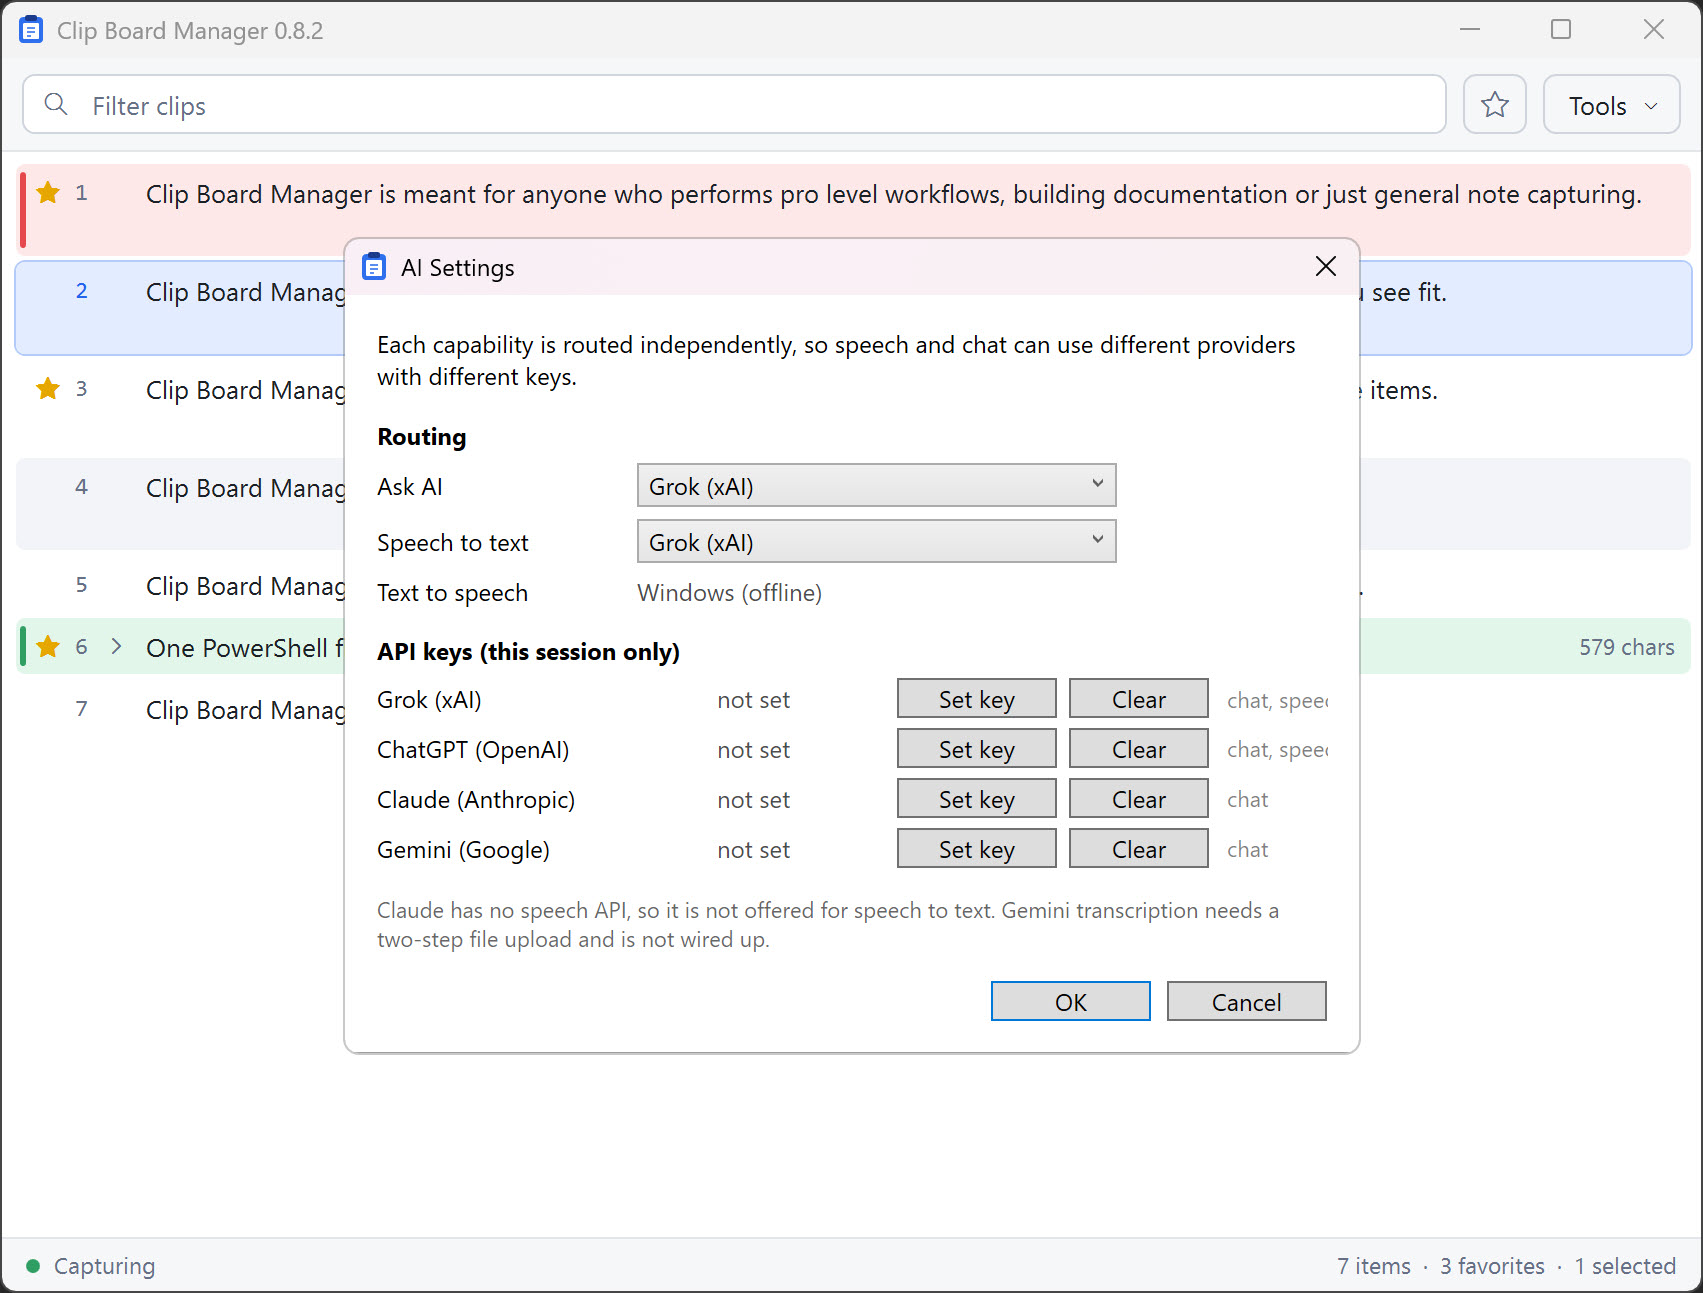 Clip Board Manager 0.8.2
Filter clips
Tools
1 Clip Board Manager is meant for anyone who performs pro level workflows, building documentation or just general note capturing.
2 Clip Board Manag see fit.
3 Clip Board Manag items.
4 Clip Board Manag
5 Clip Board Manag .
6 One PowerShell f 579 chars
7 Clip Board Manag
AI Settings
Each capability is routed independently, so speech and chat can use different providers
with different keys.
Routing
Ask AI Grok (xAI)
Speech to text Grok (xAI)
Text to speech Windows (offline)
API keys (this session only)
Grok (xAI) not set Set key Clear chat, speec
ChatGPT (OpenAI) not set Set key Clear chat, speec
Claude (Anthropic) not set Set key Clear chat
Gemini (Google) not set Set key Clear chat
Claude has no speech API, so it is not offered for speech to text. Gemini transcription needs a
two-step file upload and is not wired up.
OK Cancel
Capturing 7 items · 3 favorites · 1 selected